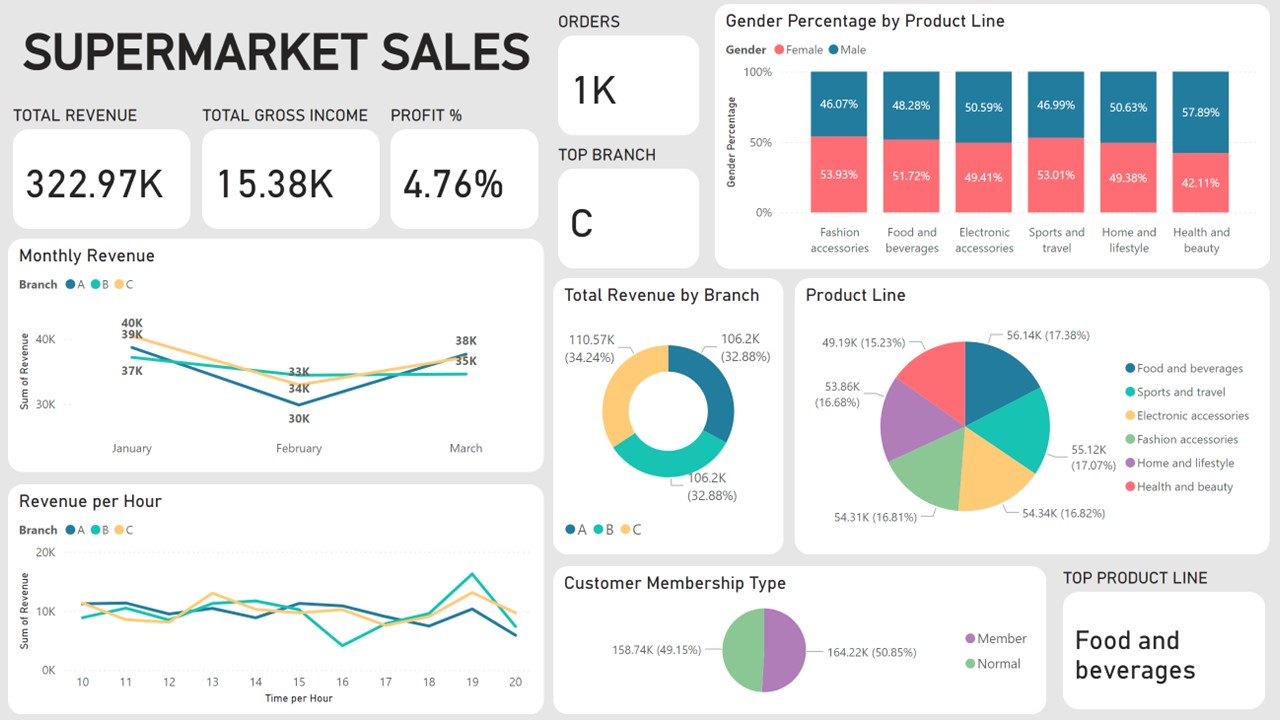 SUPERMARKET SALES
TOTAL REVENUE
322.97K
TOTAL GROSS INCOME
15.38K
PROFIT %
4.76%
ORDERS
1K
TOP BRANCH
C
Gender Percentage by Product Line
Gender Female Male
Gender Percentage
100%
50%
0%
46.07% 48.28% 50.59% 46.99% 50.63% 57.89%
53.93% 51.72% 49.41% 53.01% 49.38% 42.11%
Fashion accessories
Food and beverages
Electronic accessories
Sports and travel
Home and lifestyle
Health and beauty
Monthly Revenue
Branch A B C
Sum of Revenue
40K
30K
40K
39K
37K
33K
34K
30K
38K
35K
January February March
Revenue per Hour
Branch A B C
Sum of Revenue
20K
10K
0K
10 11 12 13 14 15 16 17 18 19 20
Time per Hour
Total Revenue by Branch
110.57K
(34.24%)
106.2K
(32.88%)
106.2K
(32.88%)
A B C
Product Line
56.14K (17.38%)
49.19K (15.23%)
53.86K
(16.68%)
55.12K
(17.07%)
54.34K (16.82%)
54.31K (16.81%)
Food and beverages
Sports and travel
Electronic accessories
Fashion accessories
Home and lifestyle
Health and beauty
Customer Membership Type
158.74K (49.15%)
164.22K (50.85%)
Member
Normal
TOP PRODUCT LINE
Food and
beverages